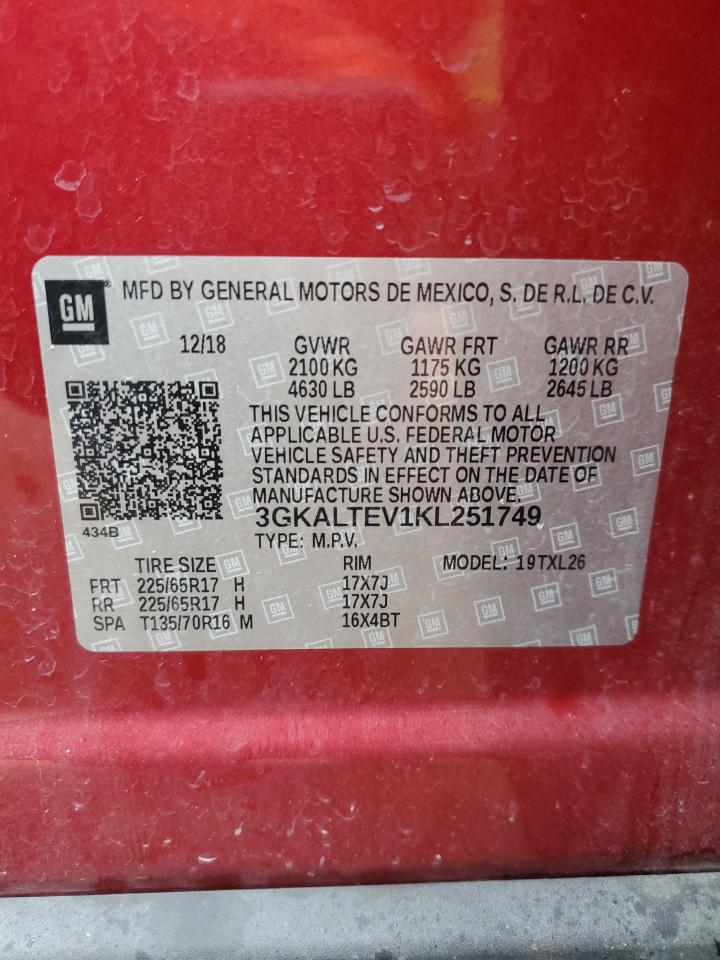 GM ® MFD BY GENERAL MOTORS DE MEXICO, S. DE R.L. DE C.V.
12/18 GVWR GAWR FRT GAWR RR
2100 KG 1175 KG 1200 KG
4630 LB 2590 LB 2645 LB
THIS VEHICLE CONFORMS TO ALL
APPLICABLE U.S. FEDERAL MOTOR
VEHICLE SAFETY AND THEFT PREVENTION
STANDARDS IN EFFECT ON THE DATE OF
MANUFACTURE SHOWN ABOVE.
3GKALTEV1KL251749
434B
TYPE: M.P.V.
TIRE SIZE RIM MODEL: 19TXL26
FRT 225/65R17 H 17X7J
RR 225/65R17 H 17X7J
SPA T135/70R16 M 16X4BT